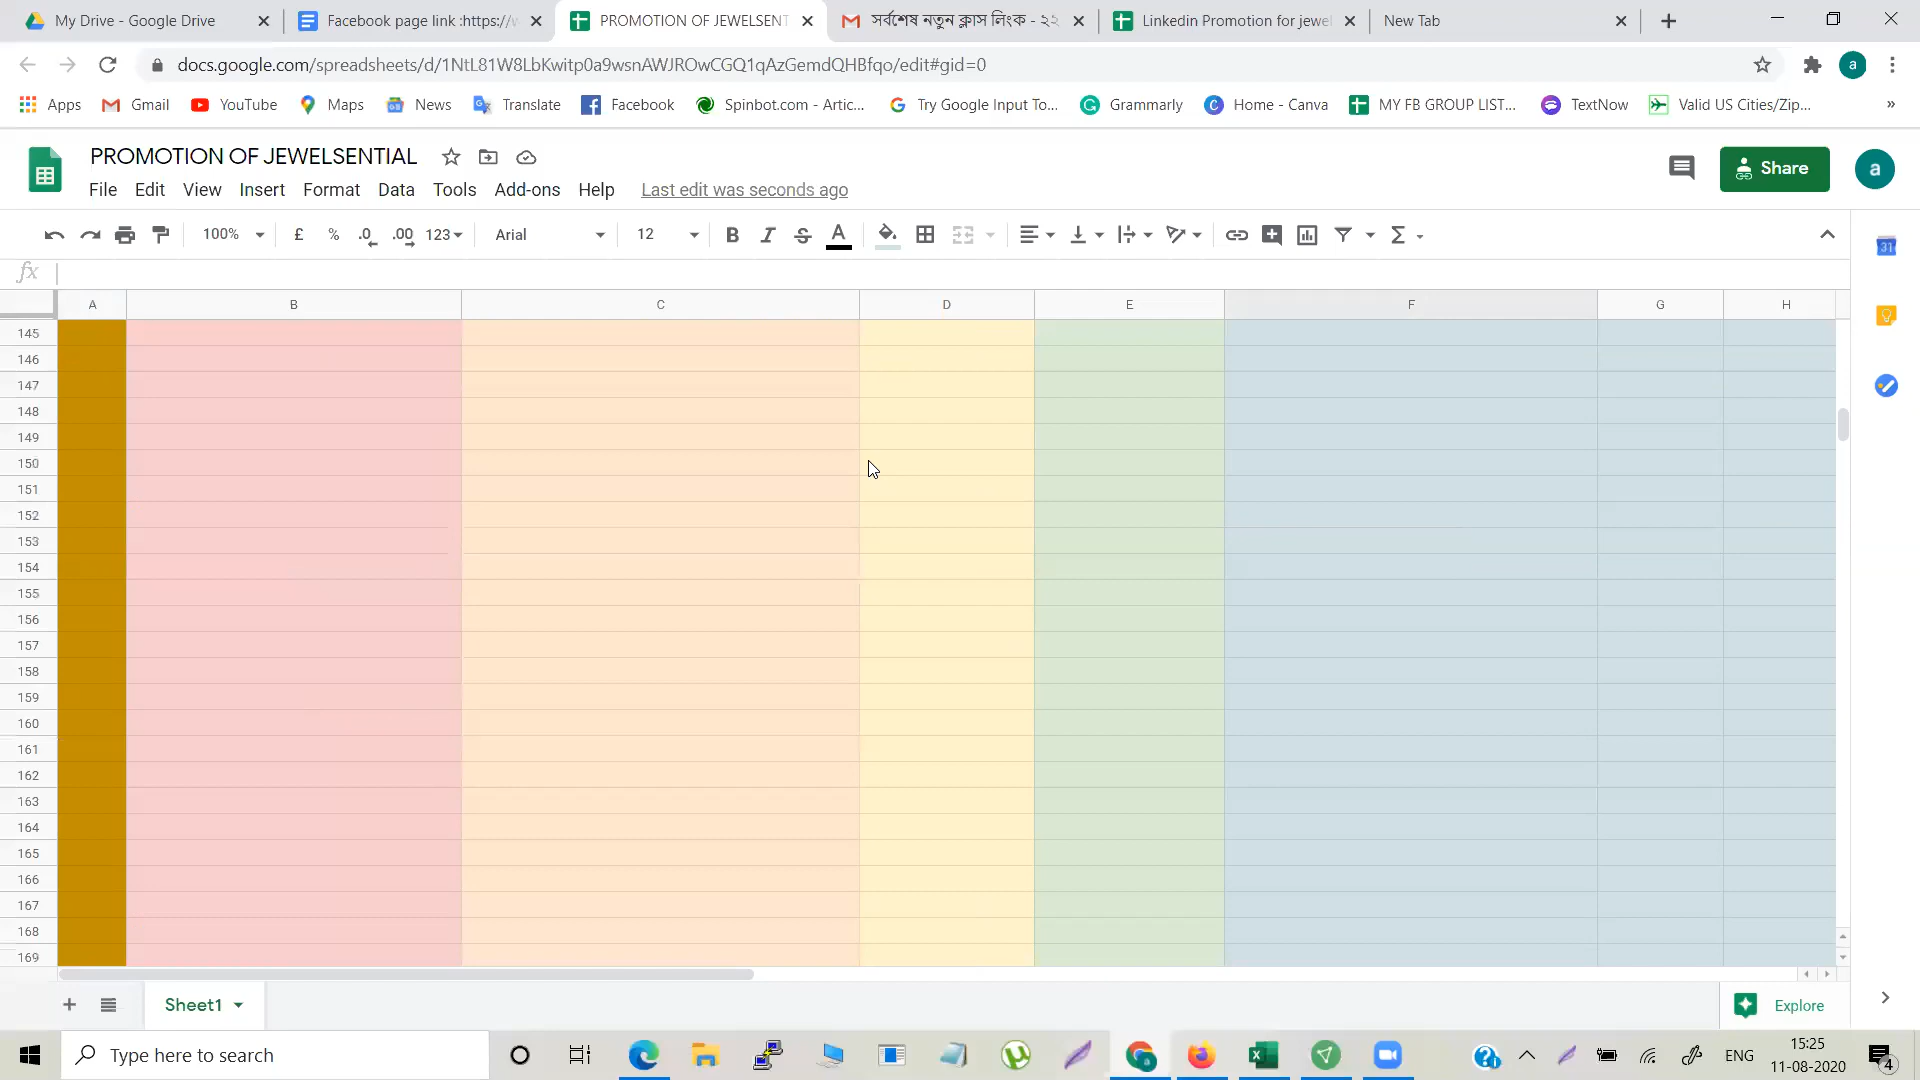 My Drive - Google Drive
Facebook page link :https://w
PROMOTION OF JEWELSENT
সর্বশেষ নতুন ক্লাস লিংক - ২২
Linkedin Promotion for jewel
New Tab
docs.google.com/spreadsheets/d/1NtL81W8LbKwitp0a9wsnAWJROwCGQ1qAzGemdQHBfqo/edit#gid=0
a
Apps
Gmail
YouTube
Maps
News
Translate
Facebook
Spinbot.com - Artic...
Try Google Input To...
Grammarly
Home - Canva
MY FB GROUP LIST...
TextNow
Valid US Cities/Zip...
»
PROMOTION OF JEWELSENTIAL
Share
a
File Edit View Insert Format Data Tools Add-ons Help Last edit was seconds ago
100% £ % .0 .00 123 Arial 12 B I S A Σ
31
fx
A B C D E F G H
145
146
147
148
149
150
151
152
153
154
155
156
157
158
159
160
161
162
163
164
165
166
167
168
169
Sheet1
Explore
Type here to search
ENG
15:25
11-08-2020
4